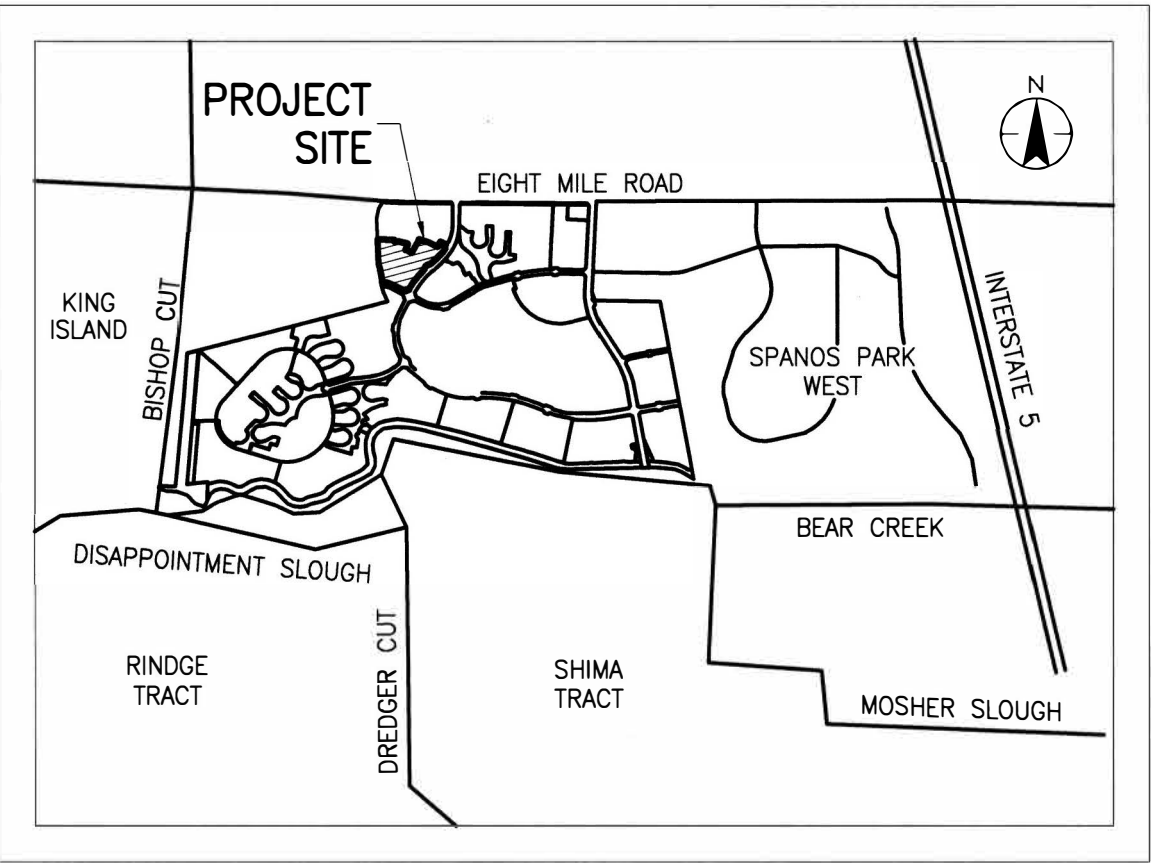 PROJECT
SITE
N
EIGHT MILE ROAD
KING
ISLAND
BISHOP CUT
INTERSTATE 5
SPANOS PARK
WEST
BEAR CREEK
DISAPPOINTMENT SLOUGH
DREDGER CUT
RINDGE
TRACT
SHIMA
TRACT
MOSHER SLOUGH